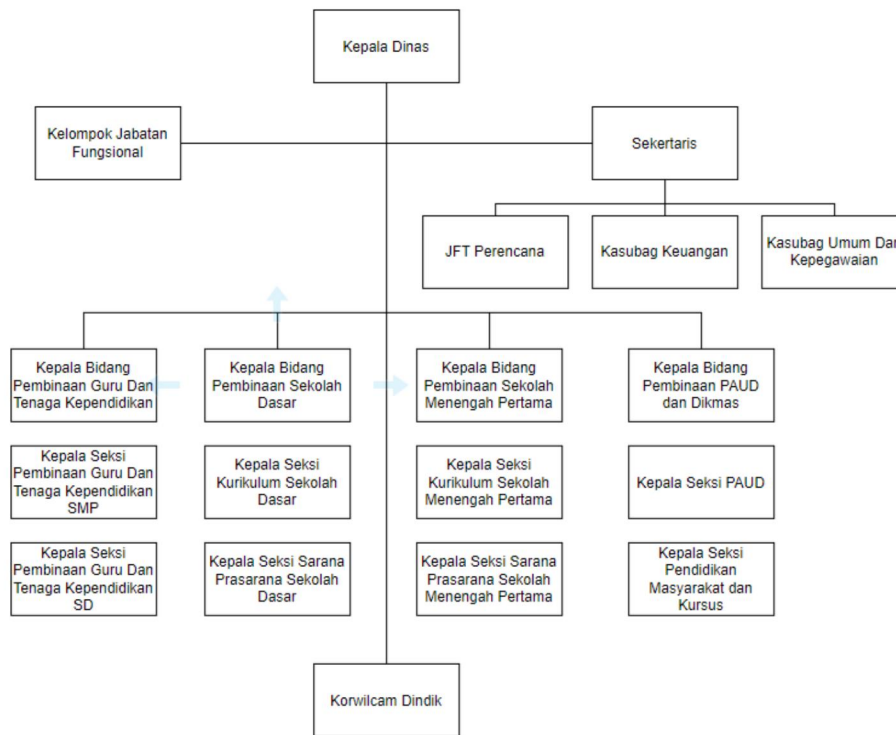 Kepala Dinas
Kelompok Jabatan
Fungsional
Sekertaris
JFT Perencana
Kasubag Keuangan
Kasubag Umum Dan
Kepegawaian
Kepala Bidang
Pembinaan Guru Dan
Tenaga Kependidikan
Kepala Bidang
Pembinaan Sekolah
Dasar
Kepala Bidang
Pembinaan Sekolah
Menengah Pertama
Kepala Bidang
Pembinaan PAUD
dan Dikmas
Kepala Seksi
Pembinaan Guru Dan
Tenaga Kependidikan
SMP
Kepala Seksi
Kurikulum Sekolah
Dasar
Kepala Seksi
Kurikulum Sekolah
Menengah Pertama
Kepala Seksi PAUD
Kepala Seksi
Pembinaan Guru Dan
Tenaga Kependidikan
SD
Kepala Seksi Sarana
Prasarana Sekolah
Dasar
Kepala Seksi Sarana
Prasarana Sekolah
Menengah Pertama
Kepala Seksi
Pendidikan
Masyarakat dan
Kursus
Korwilcam Dindik